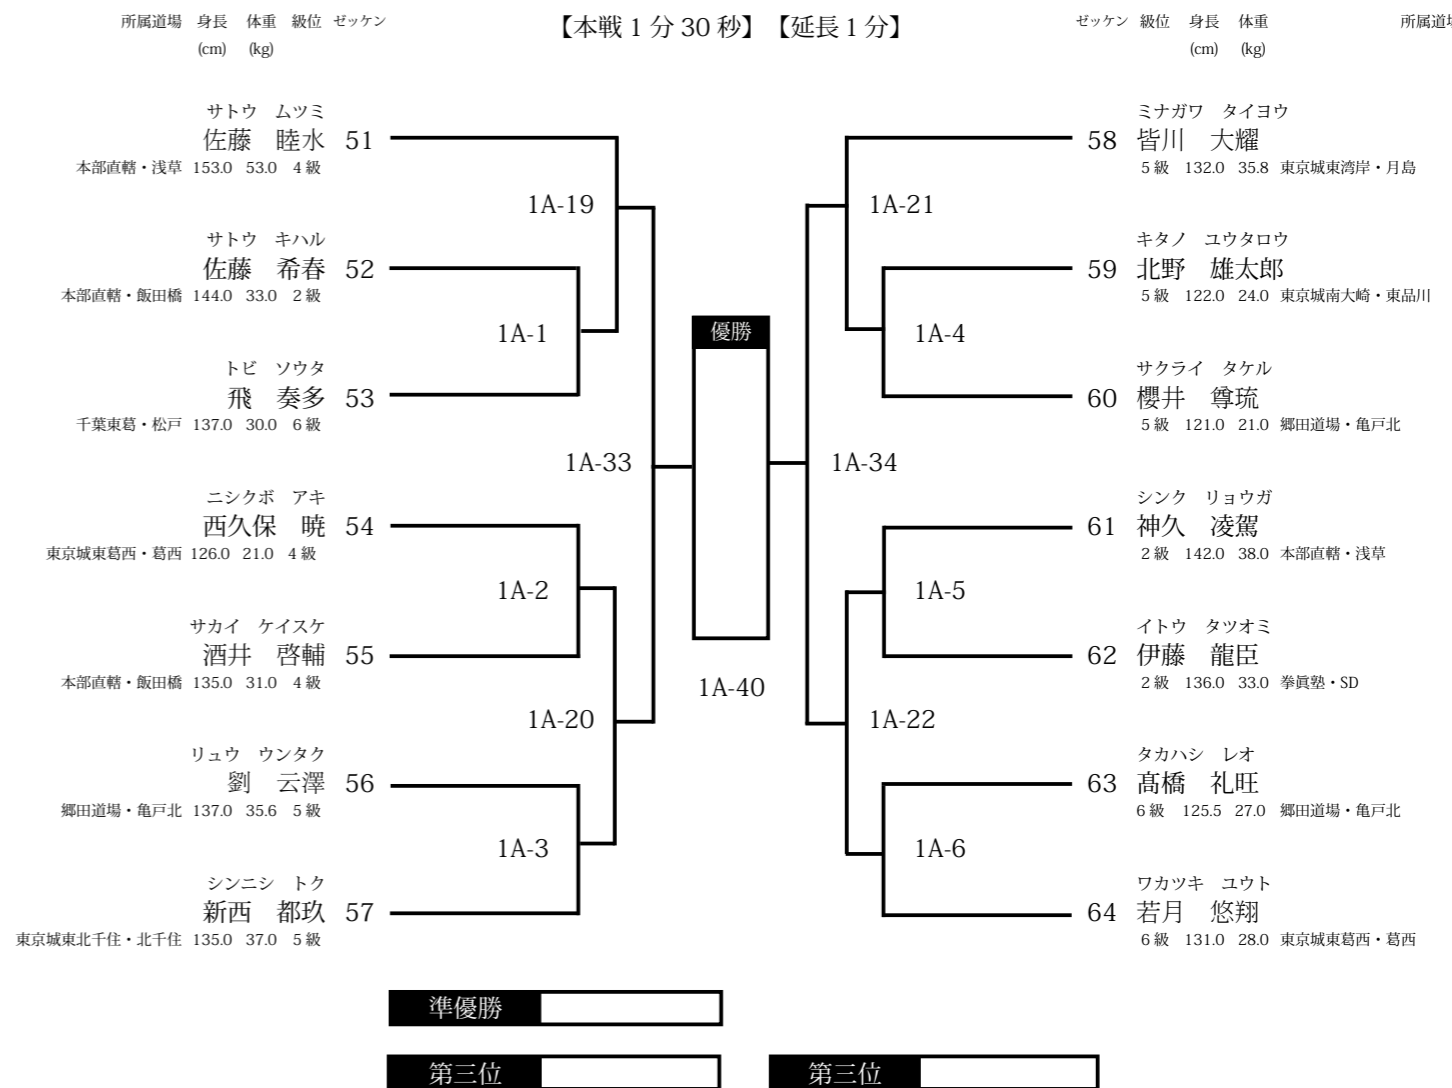 所属道場 身長 体重 級位 ゼッケン 【本戦 1 分 30 秒】【延長 1 分】 ゼッケン 級位 身長 体重 所属道場
(cm) (kg) (cm) (kg)
サトウ ムツミ
佐藤 睦水 51
本部直轄・浅草 153.0 53.0 4 級
サトウ キハル
佐藤 希春 52
本部直轄・飯田橋 144.0 33.0 2 級
トビ ソウタ
飛 奏多 53
千葉東葛・松戸 137.0 30.0 6 級
ニシクボ アキ
西久保 暁 54
東京城東葛西・葛西 126.0 21.0 4 級
サカイ ケイスケ
酒井 啓輔 55
本部直轄・飯田橋 135.0 31.0 4 級
リュウ ウンタク
劉 云澤 56
郷田道場・亀戸北 137.0 35.6 5 級
シンニシ トク
新西 都玖 57
東京城東北千住・北千住 135.0 37.0 5 級
1A-19
1A-1
1A-33
1A-2
1A-20
1A-3
優勝
1A-40
1A-21
1A-4
1A-34
1A-5
1A-22
1A-6
ミナガワ タイヨウ
58 皆川 大耀
5 級 132.0 35.8 東京城東湾岸・月島
キタノ ユウタロウ
59 北野 雄太郎
5 級 122.0 24.0 東京城南大崎・東品川
サクライ タケル
60 櫻井 尊琉
5 級 121.0 21.0 郷田道場・亀戸北
シンク リョウガ
61 神久 凌駕
2 級 142.0 38.0 本部直轄・浅草
イトウ タツオミ
62 伊藤 龍臣
2 級 136.0 33.0 拳眞塾・SD
タカハシ レオ
63 髙橋 礼旺
6 級 125.5 27.0 郷田道場・亀戸北
ワカツキ ユウト
64 若月 悠翔
6 級 131.0 28.0 東京城東葛西・葛西
準優勝
第三位 第三位